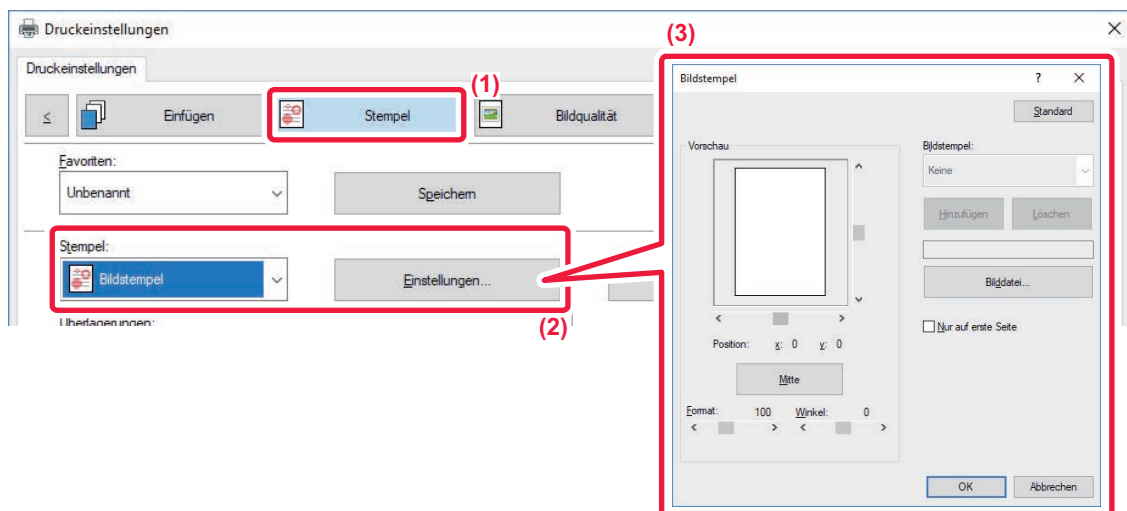 Druckeinstellungen
Druckeinstellungen
(1)
<
Einfügen
Stempel
Bildqualität
Favoriten:
Unbenannt
Speichern
Stempel:
Bildstempel
Einstellungen...
(2)
Überlagerungen:
(3)
Bildstempel
?
Standard
Vorschau
Position: x: 0 y: 0
Mitte
Format: 100 Winkel: 0
Bildstempel:
Keine
Hinzufügen
Löschen
Bilddatei...
Nur auf erste Seite
OK
Abbrechen